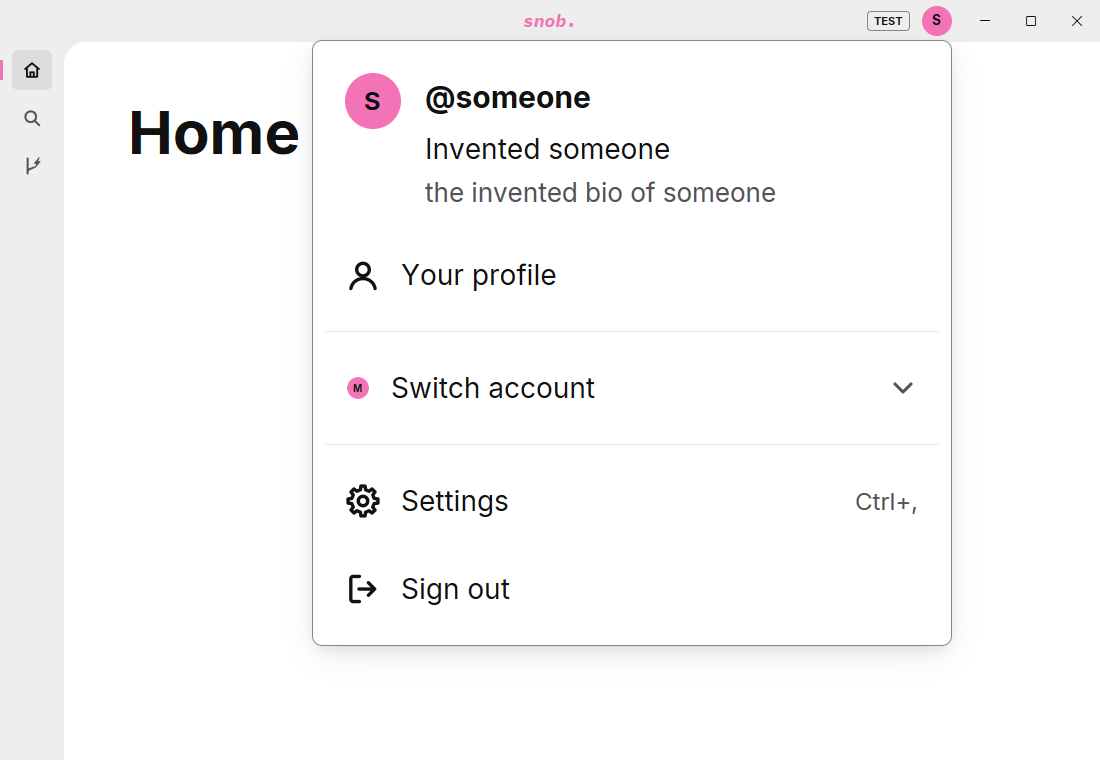 snob.
TEST
S
Home
S
@someone
Invented someone
the invented bio of someone
Your profile
M
Switch account
Settings
Ctrl+,
Sign out